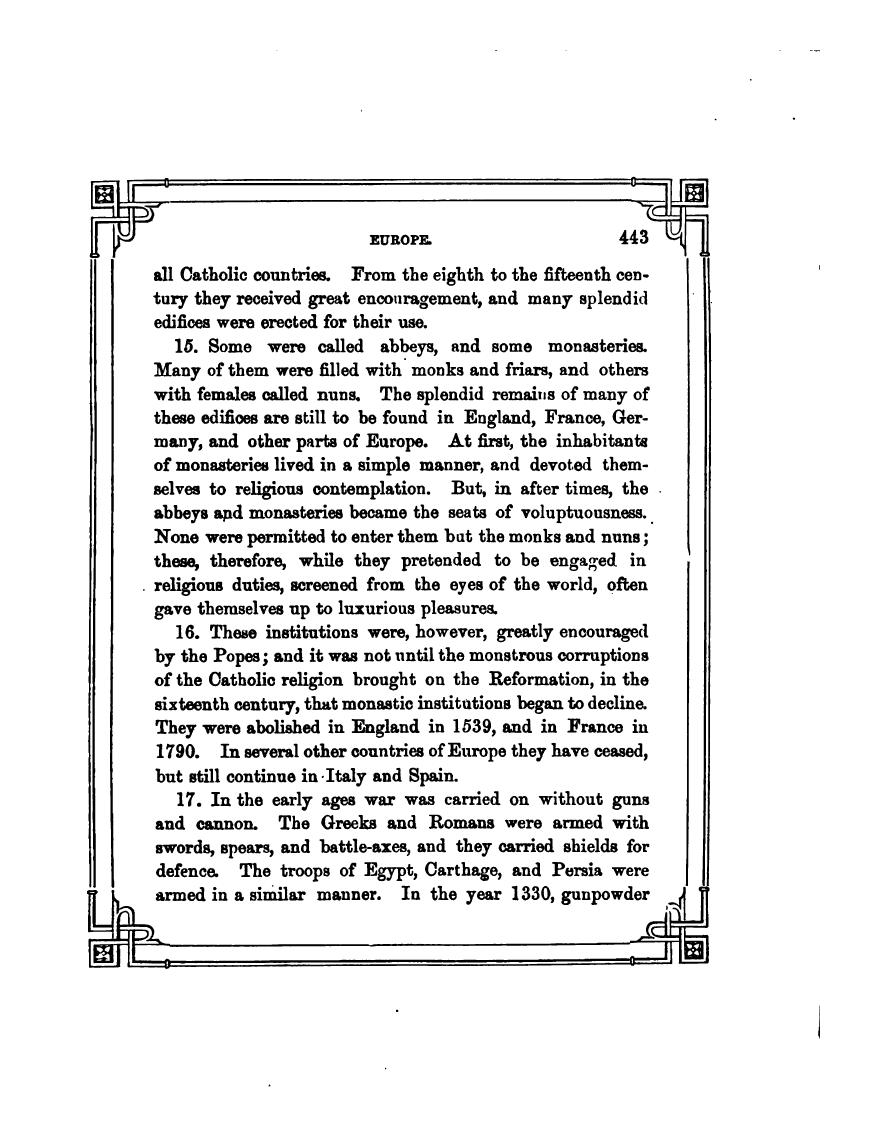 EUROPE. 443
all Catholic countries. From the eighth to the fifteenth cen-
tury they received great encouragement, and many splendid
edifices were erected for their use.
15. Some were called abbeys, and some monasteries.
Many of them were filled with monks and friars, and others
with females called nuns. The splendid remains of many of
these edifices are still to be found in England, France, Ger-
many, and other parts of Europe. At first, the inhabitants
of monasteries lived in a simple manner, and devoted them-
selves to religious contemplation. But, in after times, the
abbeys and monasteries became the seats of voluptuousness.
None were permitted to enter them but the monks and nuns;
these, therefore, while they pretended to be engaged in
religious duties, screened from the eyes of the world, often
gave themselves up to luxurious pleasures.
16. These institutions were, however, greatly encouraged
by the Popes; and it was not until the monstrous corruptions
of the Catholic religion brought on the Reformation, in the
sixteenth century, that monastic institutions began to decline.
They were abolished in England in 1539, and in France in
1790. In several other countries of Europe they have ceased,
but still continue in Italy and Spain.
17. In the early ages war was carried on without guns
and cannon. The Greeks and Romans were armed with
swords, spears, and battle-axes, and they carried shields for
defence. The troops of Egypt, Carthage, and Persia were
armed in a similar manner. In the year 1330, gunpowder